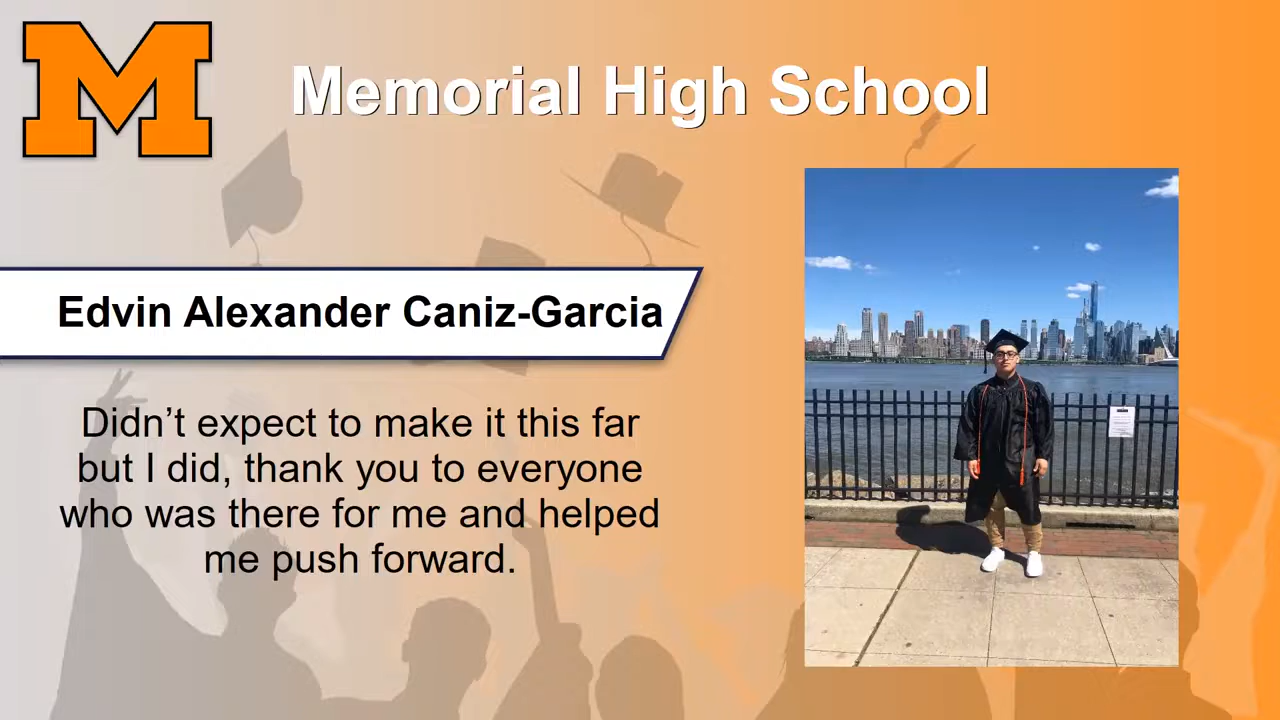 M
Memorial High School
Edvin Alexander Caniz-Garcia
Didn’t expect to make it this far
but I did, thank you to everyone
who was there for me and helped
me push forward.